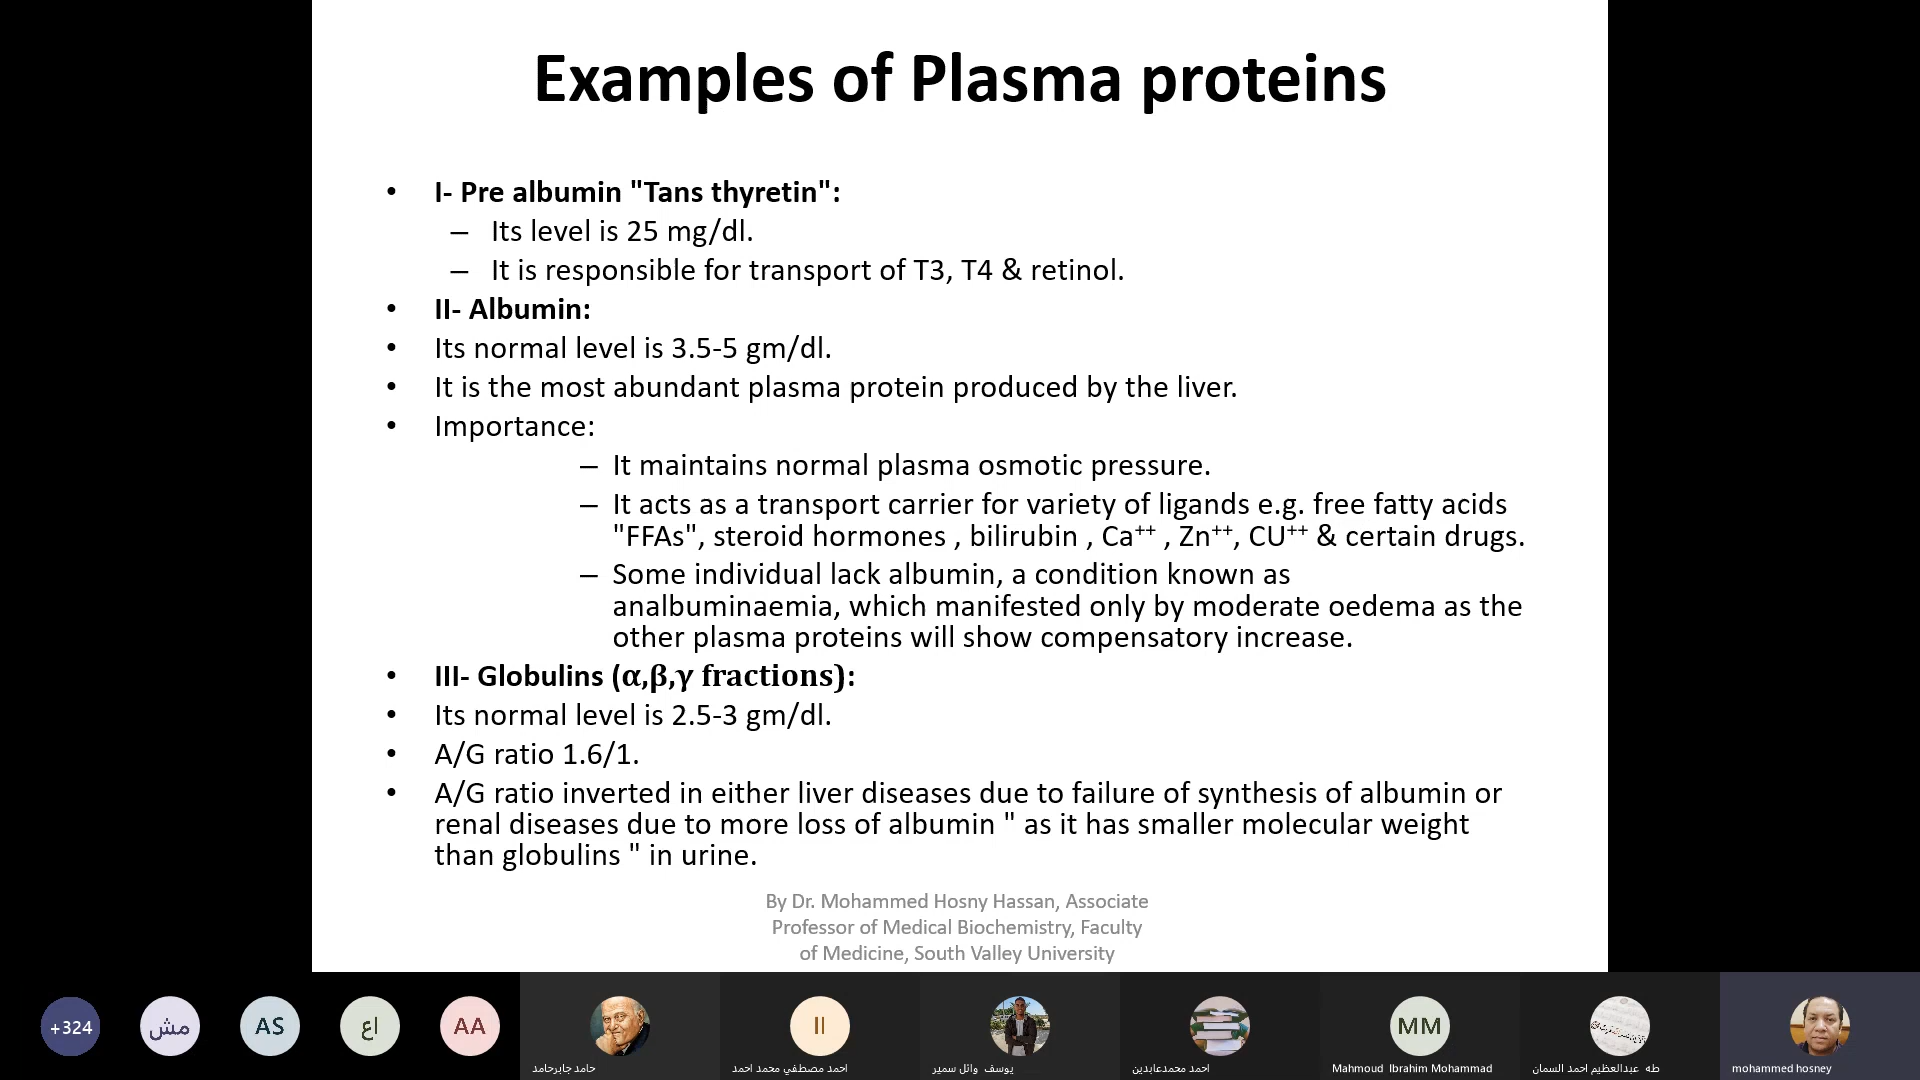 Examples of Plasma proteins
• I- Pre albumin "Tans thyretin":
– Its level is 25 mg/dl.
– It is responsible for transport of T3, T4 & retinol.
• II- Albumin:
• Its normal level is 3.5-5 gm/dl.
• It is the most abundant plasma protein produced by the liver.
• Importance:
– It maintains normal plasma osmotic pressure.
– It acts as a transport carrier for variety of ligands e.g. free fatty acids
"FFAs", steroid hormones , bilirubin , Ca⁺⁺ , Zn⁺⁺, CU⁺⁺ & certain drugs.
– Some individual lack albumin, a condition known as
analbuminaemia, which manifested only by moderate oedema as the
other plasma proteins will show compensatory increase.
• III- Globulins (α,β,γ fractions):
• Its normal level is 2.5-3 gm/dl.
• A/G ratio 1.6/1.
• A/G ratio inverted in either liver diseases due to failure of synthesis of albumin or
renal diseases due to more loss of albumin " as it has smaller molecular weight
than globulins " in urine.
By Dr. Mohammed Hosny Hassan, Associate
Professor of Medical Biochemistry, Faculty
of Medicine, South Valley University
+324
مش
AS
اع
AA
حامد جابرحامد
II
احمد مصطفي محمد احمد
يوسف وائل سمير
احمد محمدعابدين
MM
Mahmoud Ibrahim Mohammad
طه عبدالعظيم احمد السمان
mohammed hosney